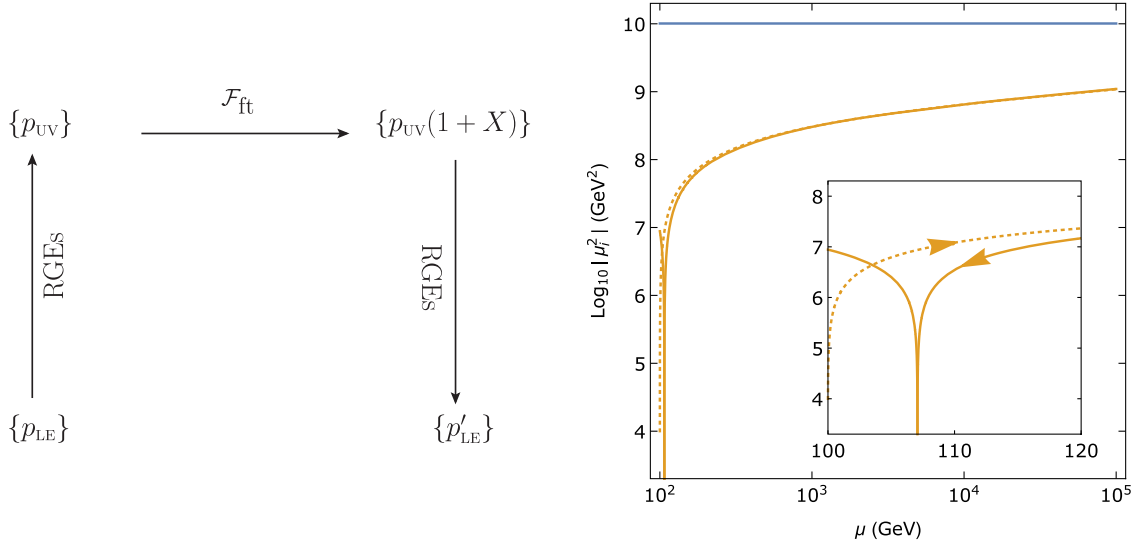 {p_UV}
ℱ_ft
{p_UV(1 + X)}
RGEs
RGEs
{p_LE}
{p′_LE}
Log₁₀ |μᵢ²| (GeV²)
10
9
8
7
6
5
4
8
7
6
5
4
100
110
120
10²
10³
10⁴
10⁵
μ (GeV)